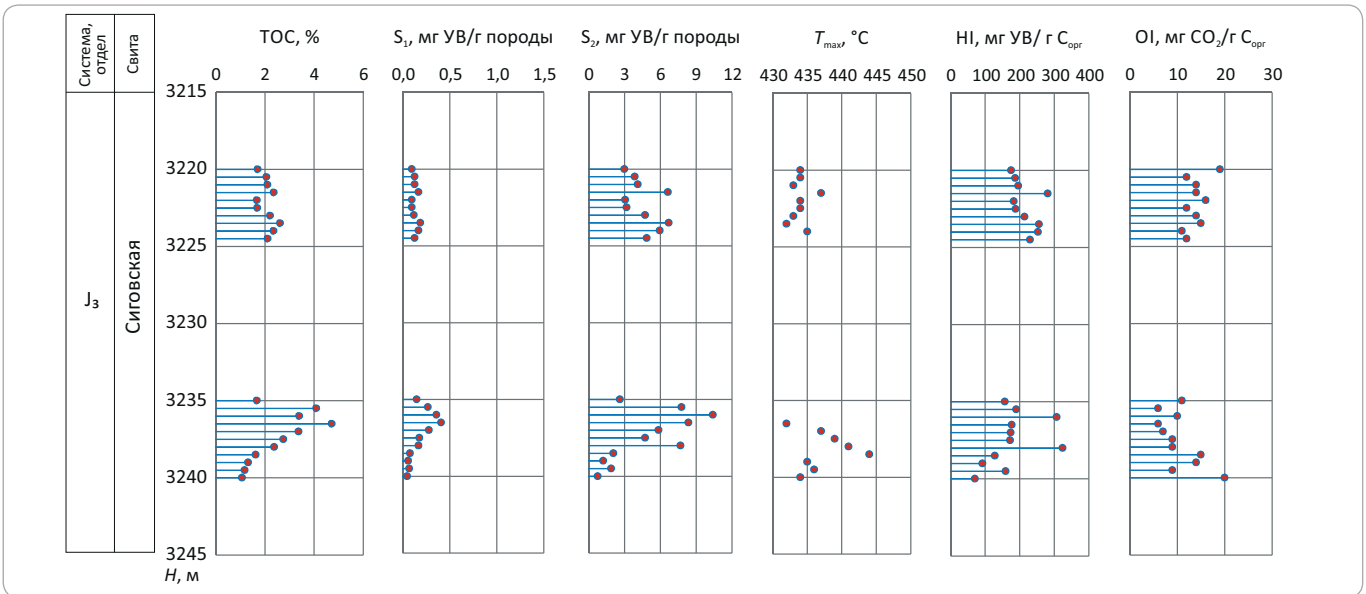 Система, отдел
Свита
TOC, %
S₁, мг УВ/г породы
S₂, мг УВ/г породы
Tₘₐₓ, °C
HI, мг УВ/ г Cₒᵣᵣ
OI, мг CO₂/г Cₒᵣᵣ
0 2 4 6
0,0 0,5 1,0 1,5
0 3 6 9 12
430 435 440 445 450
0 100 200 300 400
0 10 20 30
3215
3220
3225
3230
3235
3240
3245
H, м
J₃
Сиговская